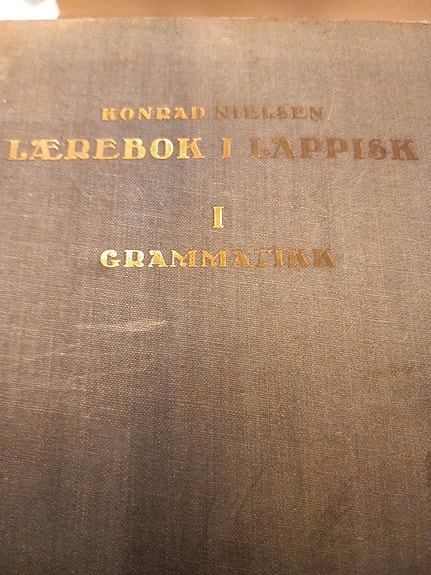 KONRAD NIELSEN
LÆREBOK I LAPPISK
I
GRAMMATIKK